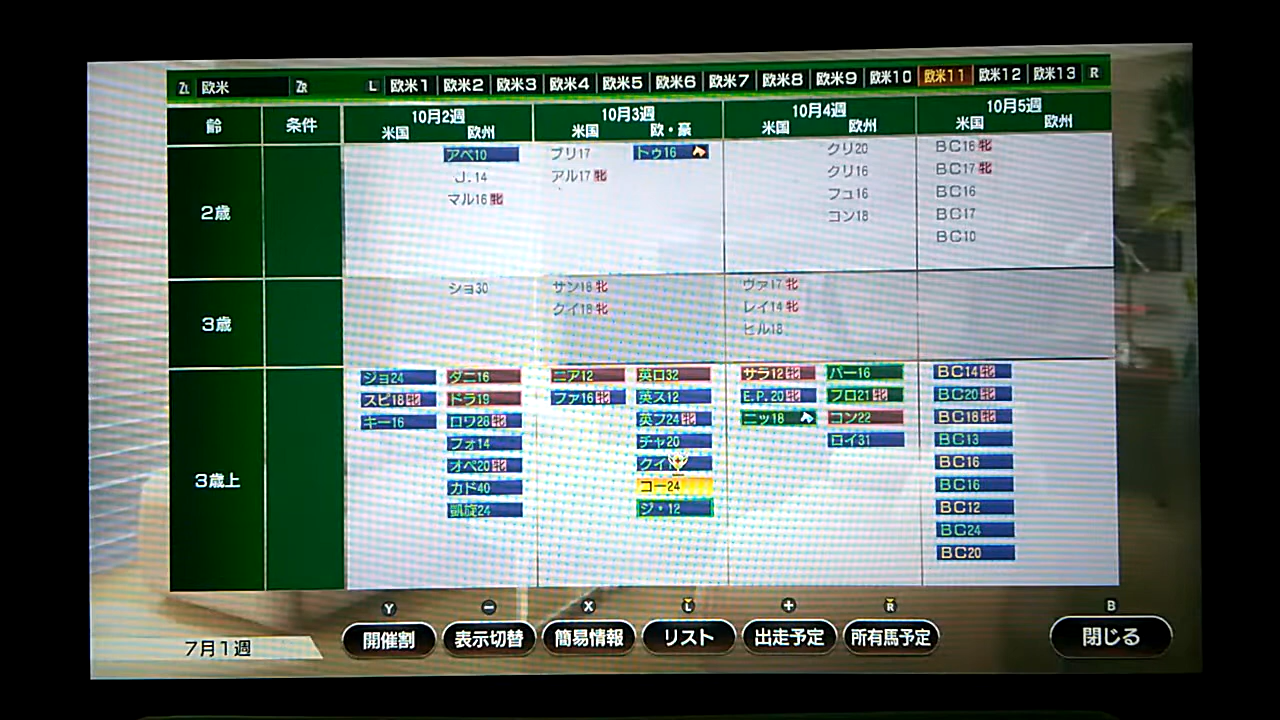 ZL 欧米 ZR L 欧米1 欧米2 欧米3 欧米4 欧米5 欧米6 欧米7 欧米8 欧米9 欧米10 欧米11 欧米12 欧米13 R
齢 条件 10月2週 10月3週 10月4週 10月5週
米国 欧州 米国 欧・豪 米国 欧州 米国 欧州
2歳
アベ10 ブリ17 トゥ16 クリ20 BC16牝
J.14 アル17牝 クリ16 BC17牝
マル16牝 フュ16 BC16
コン18 BC17
BC10
3歳
ショ30 サン16牝 ヴァ17牝
クイ18牝 レイ14牝
ヒル18
3歳上
ジョ24 ダニ16 ニア12 英ロ32 サラ12牝 パー16 BC14牝
スピ18牝 ドラ19 ファ16牝 英ス12 E.P.20牝 プロ21牝 BC20牝
キー16 ロワ28牝 英フ24牝 ニッ18 コン22 BC18牝
フォ14 チャ20 ロイ31 BC13
オペ20牝 クイ BC16
カド40 コー24 BC16
凱旋24 ジ・12 BC12
BC24
BC20
7月1週
Y - X L + R B
開催割 表示切替 簡易情報 リスト 出走予定 所有馬予定 閉じる